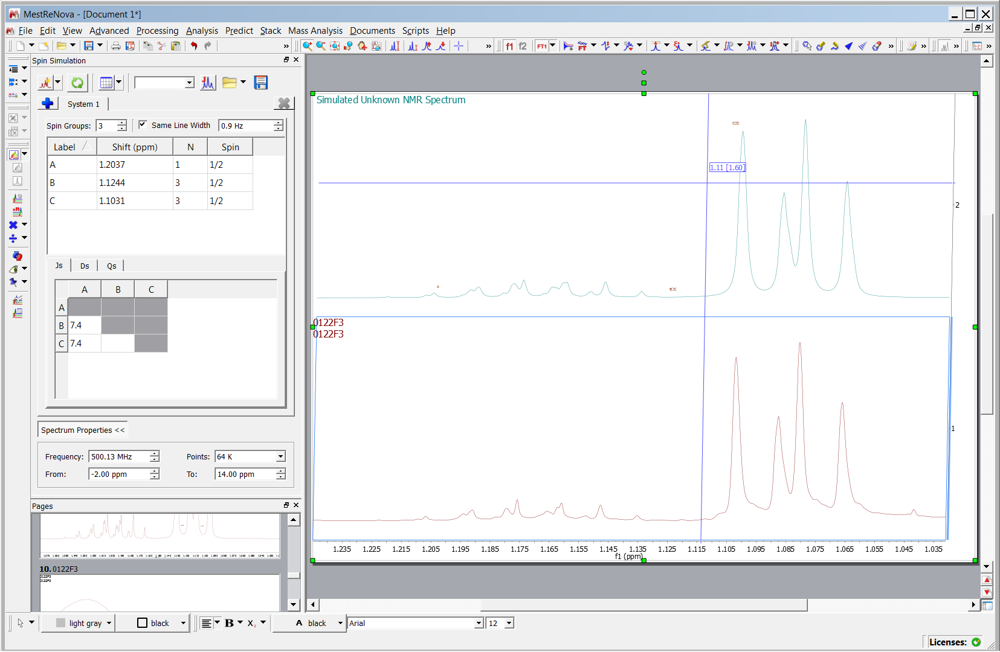 MestReNova - [Document 1*]
File Edit View Advanced Processing Analysis Predict Stack Mass Analysis Documents Scripts Help
f1 f2 FT1 FT
Spin Simulation
System 1
Spin Groups: 3 Same Line Width 0.9 Hz
Label Shift (ppm) N Spin
A 1.2037 1 1/2
B 1.1244 3 1/2
C 1.1031 3 1/2
Js Ds Qs
A B C
A
B 7.4
C 7.4
Spectrum Properties <<
Frequency: 500.13 MHz Points: 64 K
From: -2.00 ppm To: 14.00 ppm
Pages
10. 0122F3
0122F3
0122F3
Simulated Unknown NMR Spectrum
C(3)
1.11 [1.60]
2
A
B(3)
0122F3
0122F3
1
1.235 1.225 1.215 1.205 1.195 1.185 1.175 1.165 1.155 1.145 1.135 1.125 1.115 1.105 1.095 1.085 1.075 1.065 1.055 1.045 1.035
f1 (ppm)
light gray black B X2 A black Arial 12
Licenses: